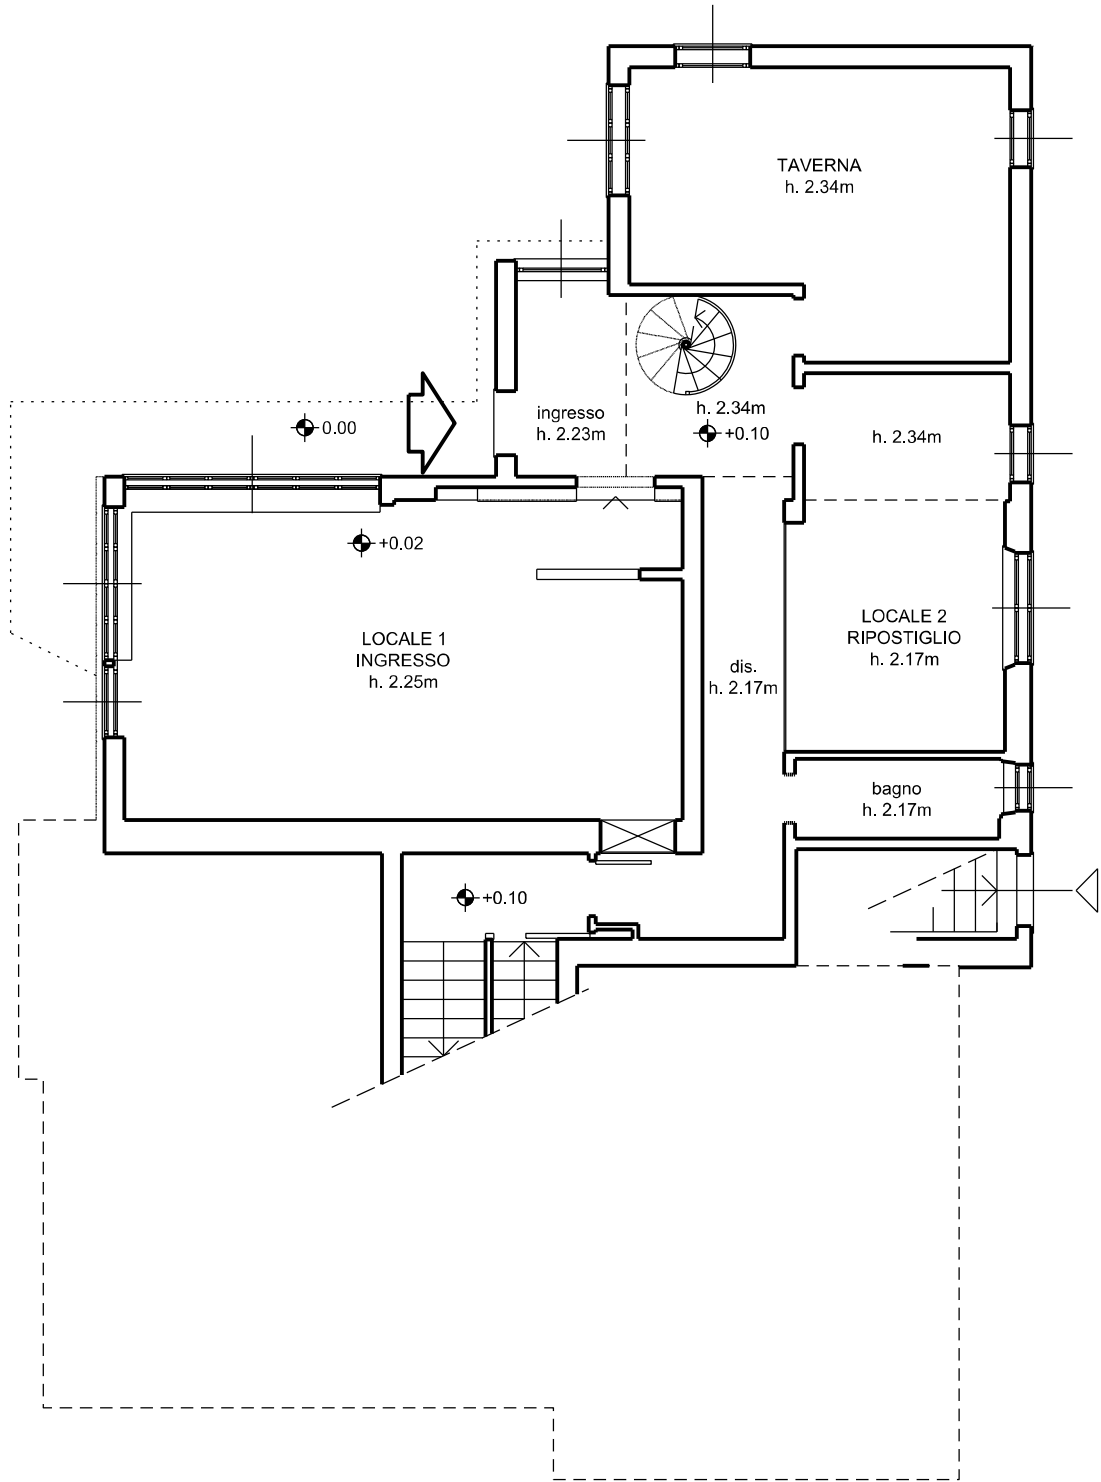 TAVERNA
h. 2.34m
ingresso
h. 2.23m
h. 2.34m
+0.10
0.00
h. 2.34m
+0.02
LOCALE 1
INGRESSO
h. 2.25m
dis.
h. 2.17m
LOCALE 2
RIPOSTIGLIO
h. 2.17m
bagno
h. 2.17m
+0.10